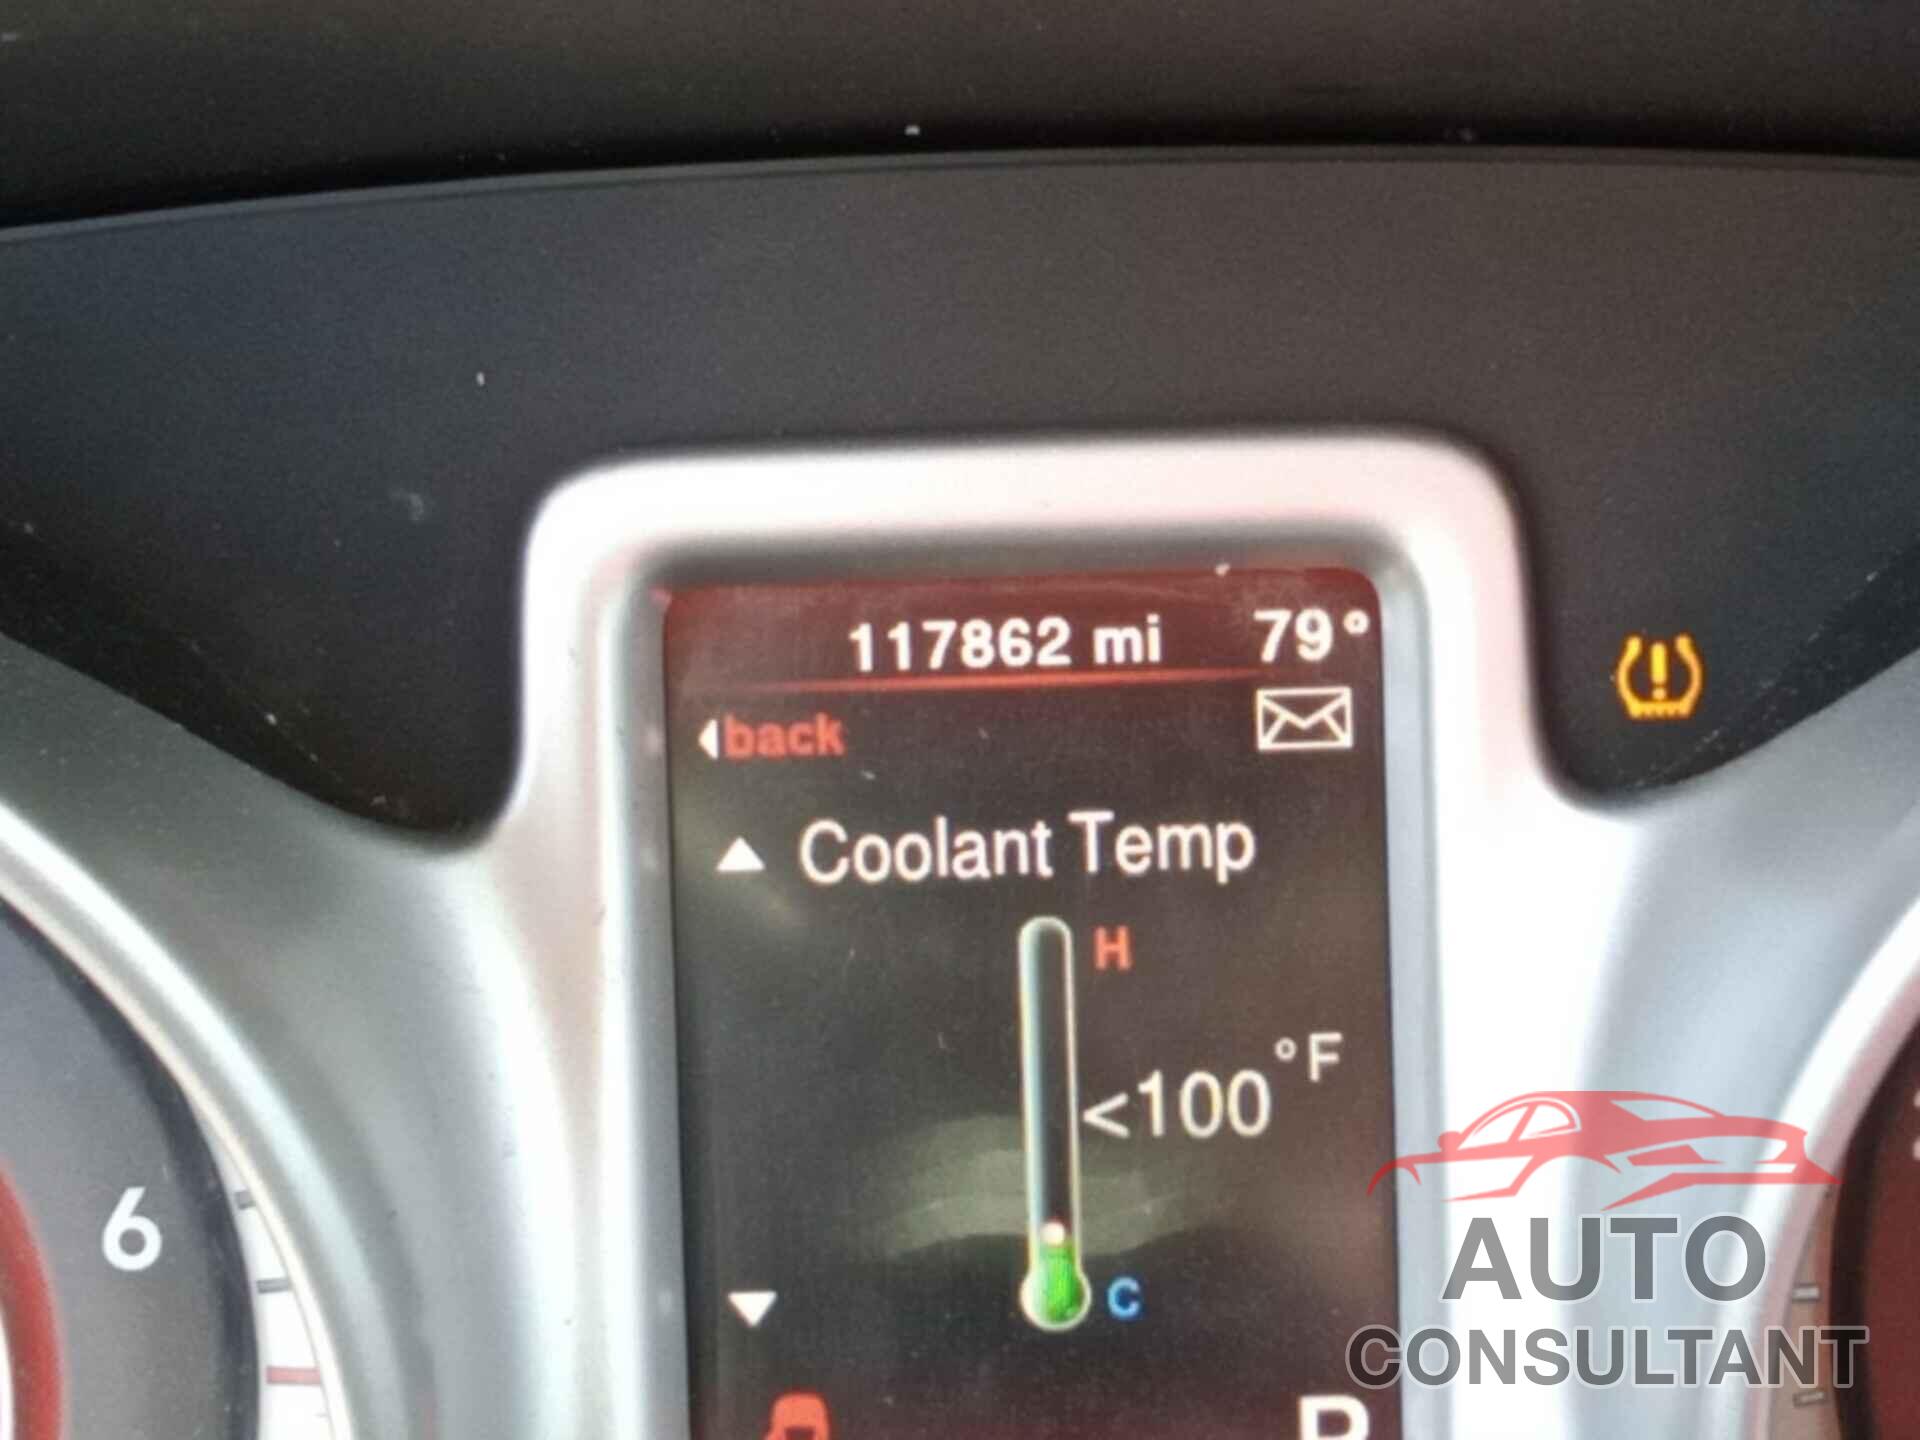 117862 mi 79°
back
Coolant Temp
H
<100 °F
6
C
P
AUTO
CONSULTANT